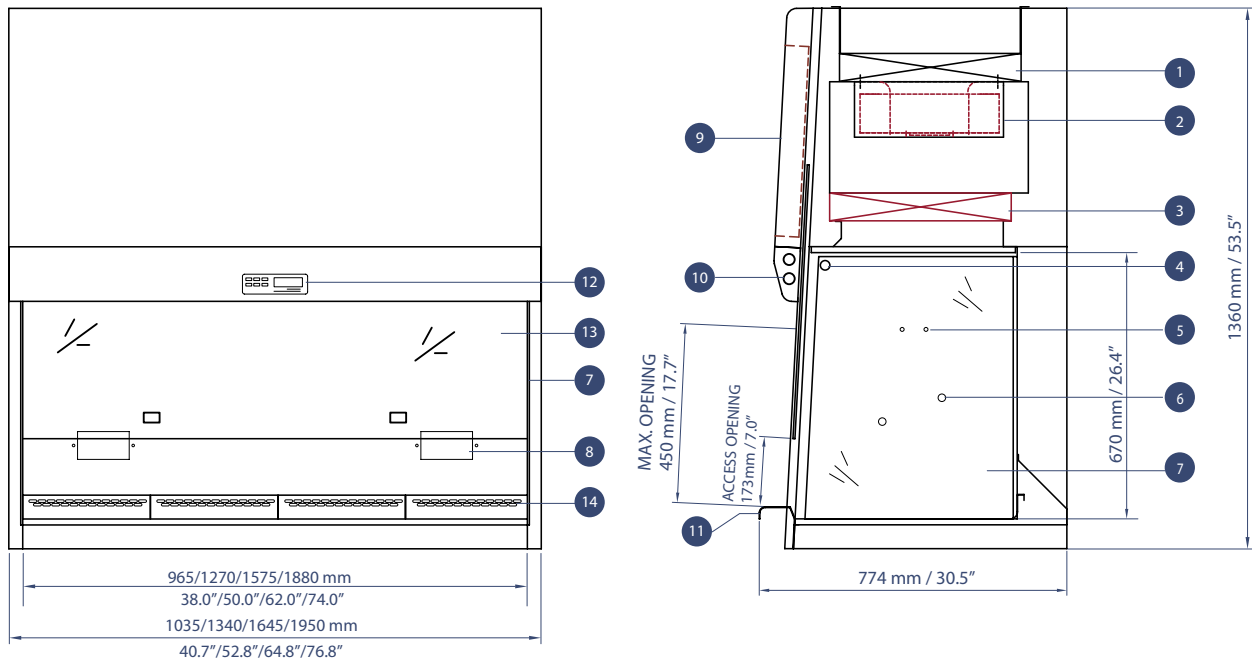 12
13
7
8
14
965/1270/1575/1880 mm
38.0”/50.0”/62.0”/74.0”
1035/1340/1645/1950 mm
40.7”/52.8”/64.8”/76.8”
1
2
9
3
10
4
5
6
7
11
MAX. OPENING
450 mm / 17.7”
ACCESS OPENING
173mm / 7.0”
670 mm / 26.4”
1360 mm / 53.5”
774 mm / 30.5”